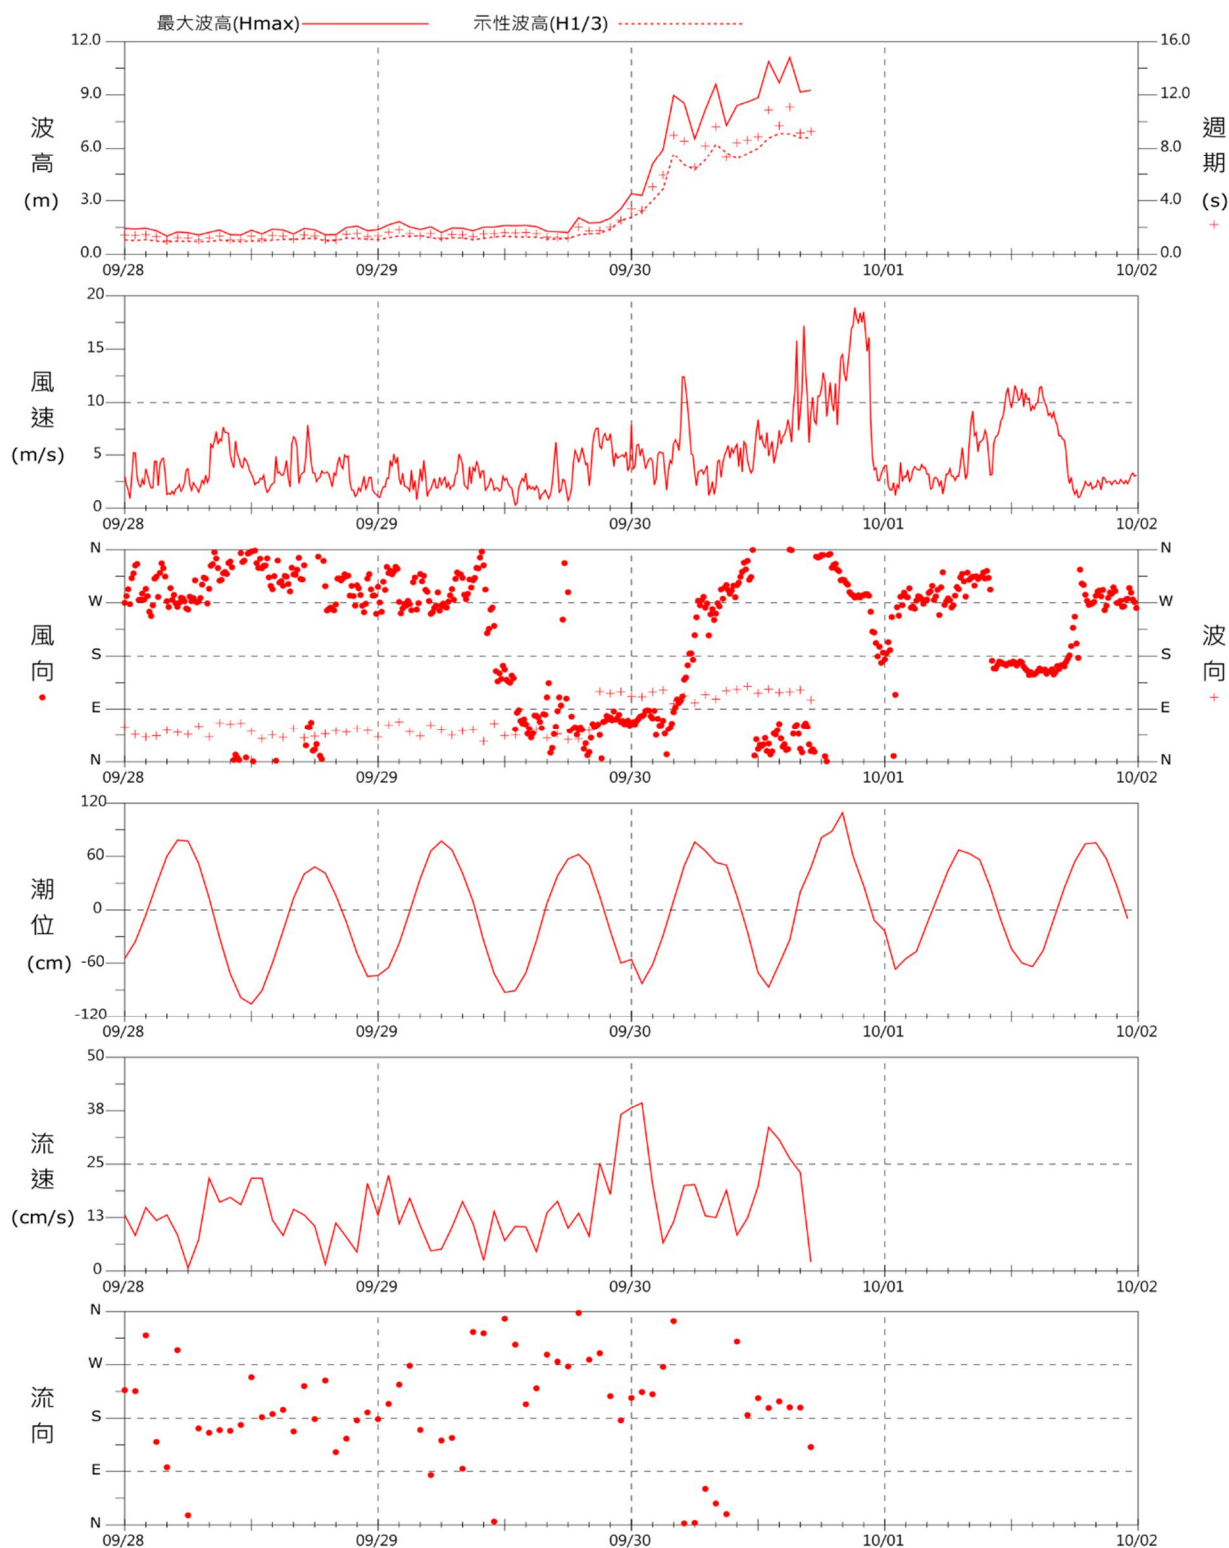 最大波高(Hmax) 示性波高(H1/3)
12.0 16.0
9.0 12.0
波 週
高 期
6.0 8.0
(m) (s)
3.0 4.0
+
0.0 0.0
09/28 09/29 09/30 10/01 10/02
20
15
風
速
10
(m/s)
5
0
09/28 09/29 09/30 10/01 10/02
N N
W W
風 波
向 向
S S
E E
+
N N
09/28 09/29 09/30 10/01 10/02
120
60
潮
位
0
(cm)
-60
-120
09/28 09/29 09/30 10/01 10/02
50
38
流
速
25
(cm/s)
13
0
09/28 09/29 09/30 10/01 10/02
N
W
流
向
S
E
N
09/28 09/29 09/30 10/01 10/02